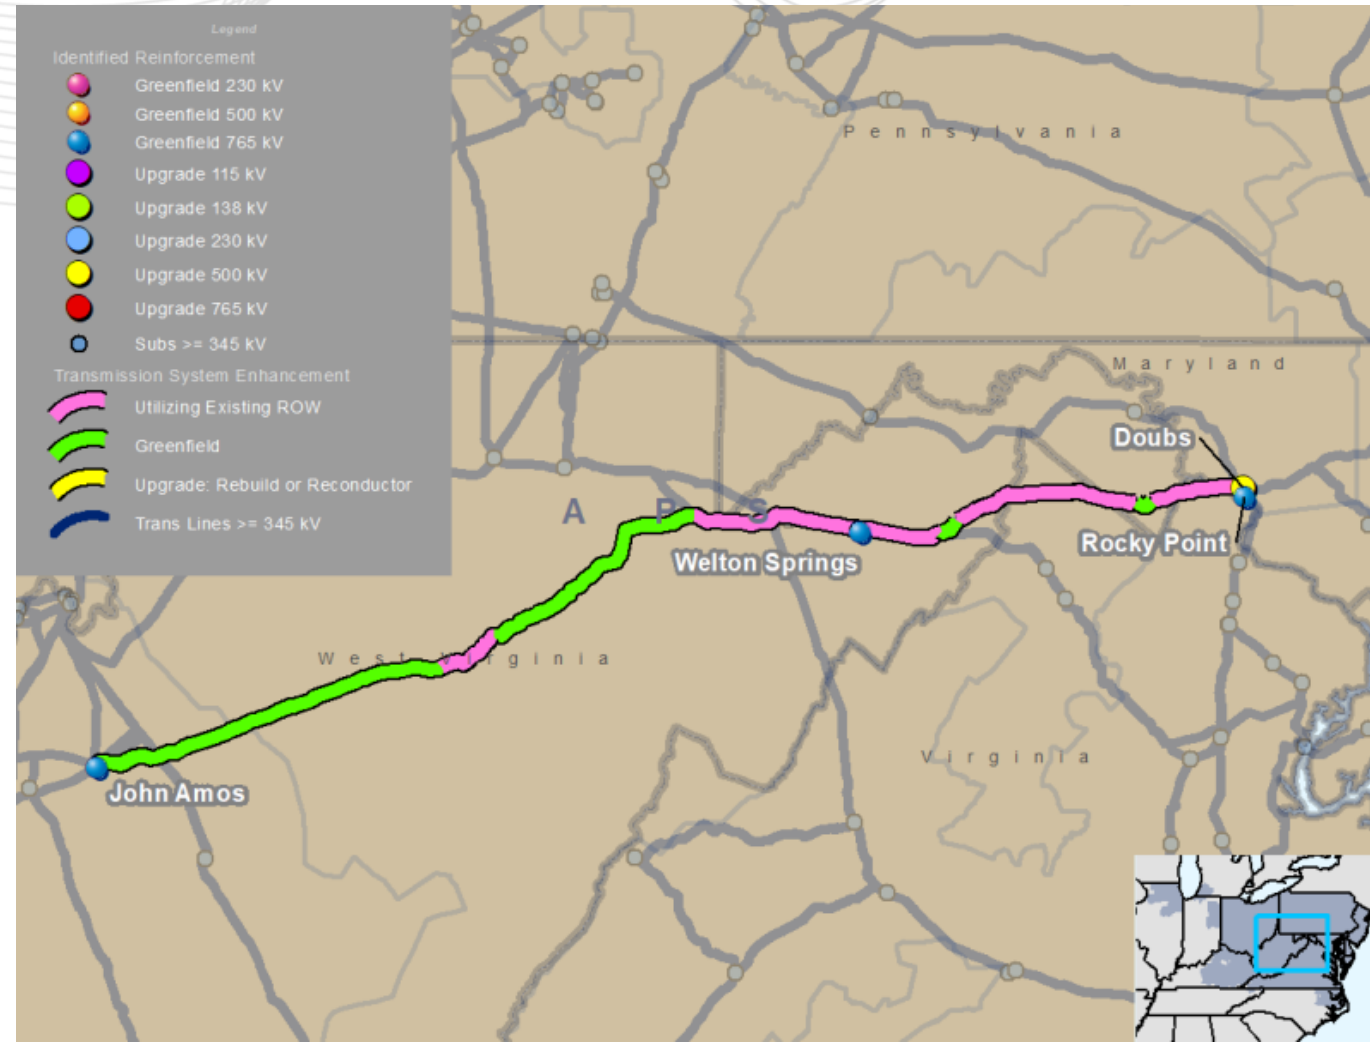 Legend
Identified Reinforcement
Greenfield 230 kV
Greenfield 500 kV
Greenfield 765 kV
Upgrade 115 kV
Upgrade 138 kV
Upgrade 230 kV
Upgrade 500 kV
Upgrade 765 kV
Subs >= 345 kV
Transmission System Enhancement
Utilizing Existing ROW
Greenfield
Upgrade: Rebuild or Reconductor
Trans Lines >= 345 kV
Pennsylvania
Maryland
Doubs
A P S
Rocky Point
Welton Springs
West Virginia
Virginia
John Amos